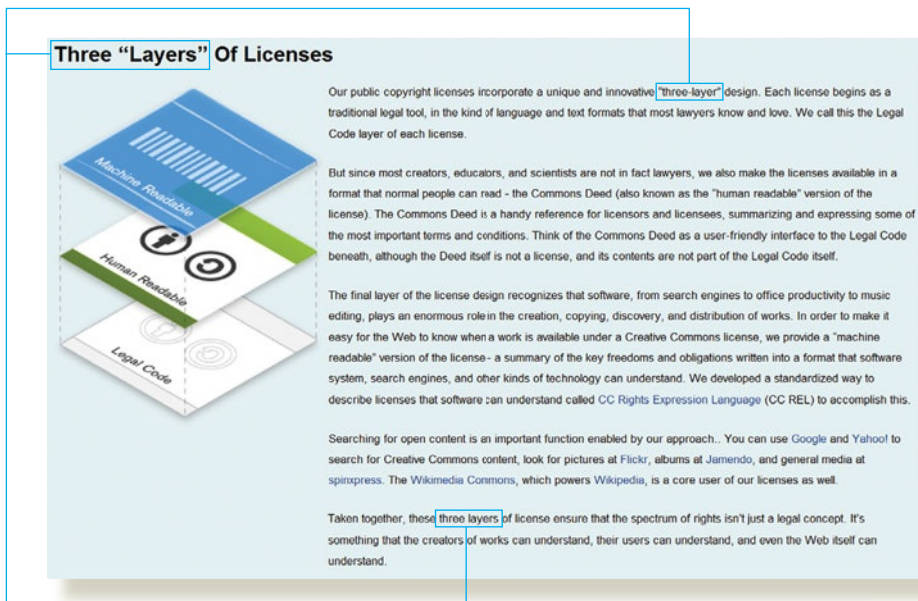 Three “Layers” Of Licenses
Machine Readable
Human Readable
Legal Code
Our public copyright licenses incorporate a unique and innovative "three-layer" design. Each license begins as a
traditional legal tool, in the kind of language and text formats that most lawyers know and love. We call this the Legal
Code layer of each license.
But since most creators, educators, and scientists are not in fact lawyers, we also make the licenses available in a
format that normal people can read - the Commons Deed (also known as the "human readable" version of the
license). The Commons Deed is a handy reference for licensors and licensees, summarizing and expressing some of
the most important terms and conditions. Think of the Commons Deed as a user-friendly interface to the Legal Code
beneath, although the Deed itself is not a license, and its contents are not part of the Legal Code itself.
The final layer of the license design recognizes that software, from search engines to office productivity to music
editing, plays an enormous role in the creation, copying, discovery, and distribution of works. In order to make it
easy for the Web to know when a work is available under a Creative Commons license, we provide a "machine
readable" version of the license - a summary of the key freedoms and obligations written into a format that software
system, search engines, and other kinds of technology can understand. We developed a standardized way to
describe licenses that software can understand called CC Rights Expression Language (CC REL) to accomplish this.
Searching for open content is an important function enabled by our approach.. You can use Google and Yahoo! to
search for Creative Commons content, look for pictures at Flickr, albums at Jamendo, and general media at
spinxpress. The Wikimedia Commons, which powers Wikipedia, is a core user of our licenses as well.
Taken together, these three layers of license ensure that the spectrum of rights isn't just a legal concept. It's
something that the creators of works can understand, their users can understand, and even the Web itself can
understand.